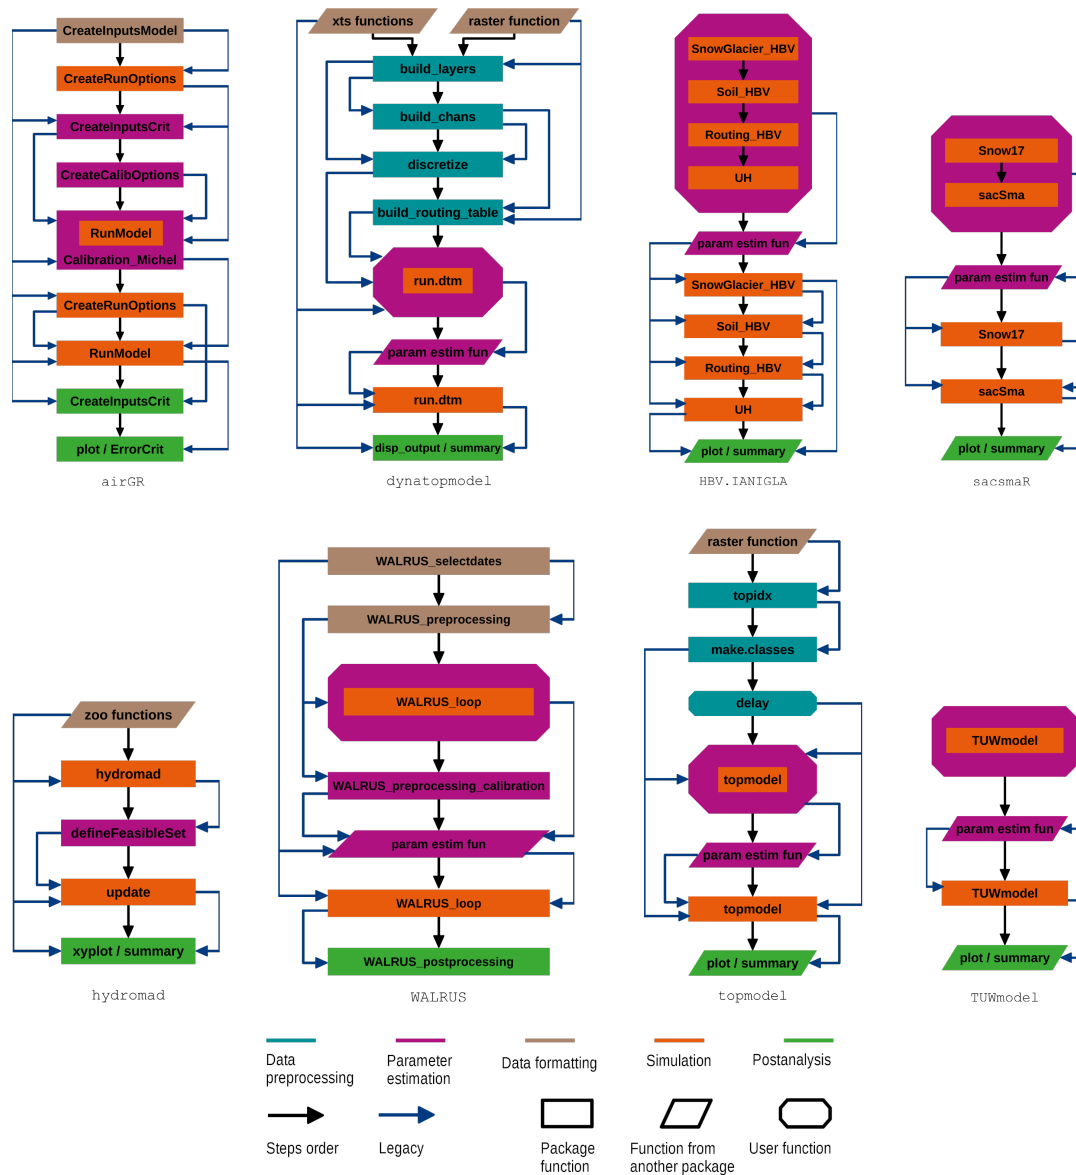 CreateInputsModel
CreateRunOptions
CreateInputsCrit
CreateCalibOptions
RunModel
Calibration_Michel
CreateRunOptions
RunModel
CreateInputsCrit
plot / ErrorCrit
airGR
xts functions
raster function
build_layers
build_chans
discretize
build_routing_table
run.dtm
param estim fun
run.dtm
disp_output / summary
dynatopmodel
SnowGlacier_HBV
Soil_HBV
Routing_HBV
UH
param estim fun
SnowGlacier_HBV
Soil_HBV
Routing_HBV
UH
plot / summary
HBV.IANIGLA
Snow17
sacSma
param estim fun
Snow17
sacSma
plot / summary
sacsmaR
zoo functions
hydromad
defineFeasibleSet
update
xyplot / summary
hydromad
WALRUS_selectdates
WALRUS_preprocessing
WALRUS_loop
WALRUS_preprocessing_calibration
param estim fun
WALRUS_loop
WALRUS_postprocessing
WALRUS
raster function
topidx
make.classes
delay
topmodel
param estim fun
topmodel
plot / summary
topmodel
TUWmodel
param estim fun
TUWmodel
plot / summary
TUWmodel
Data
preprocessing
Parameter
estimation
Data formatting
Simulation
Postanalysis
Steps order
Legacy
Package
function
Function from
another package
User function